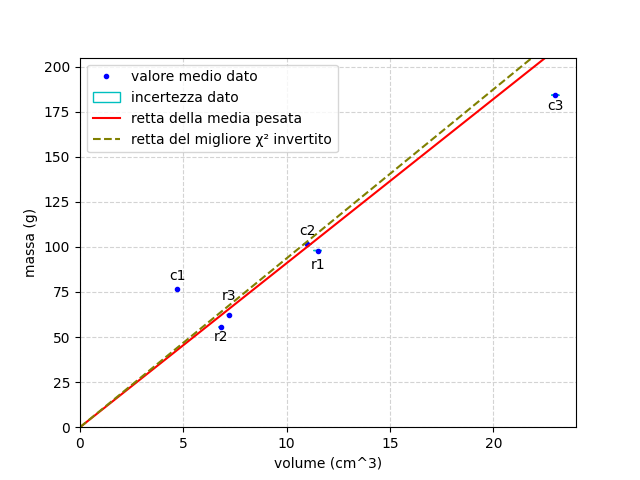 valore medio dato
incertezza dato
retta della media pesata
retta del migliore χ² invertito
200
175
150
125
100
75
50
25
0
massa (g)
c3
c2
r1
c1
r3
r2
0
5
10
15
20
volume (cm^3)